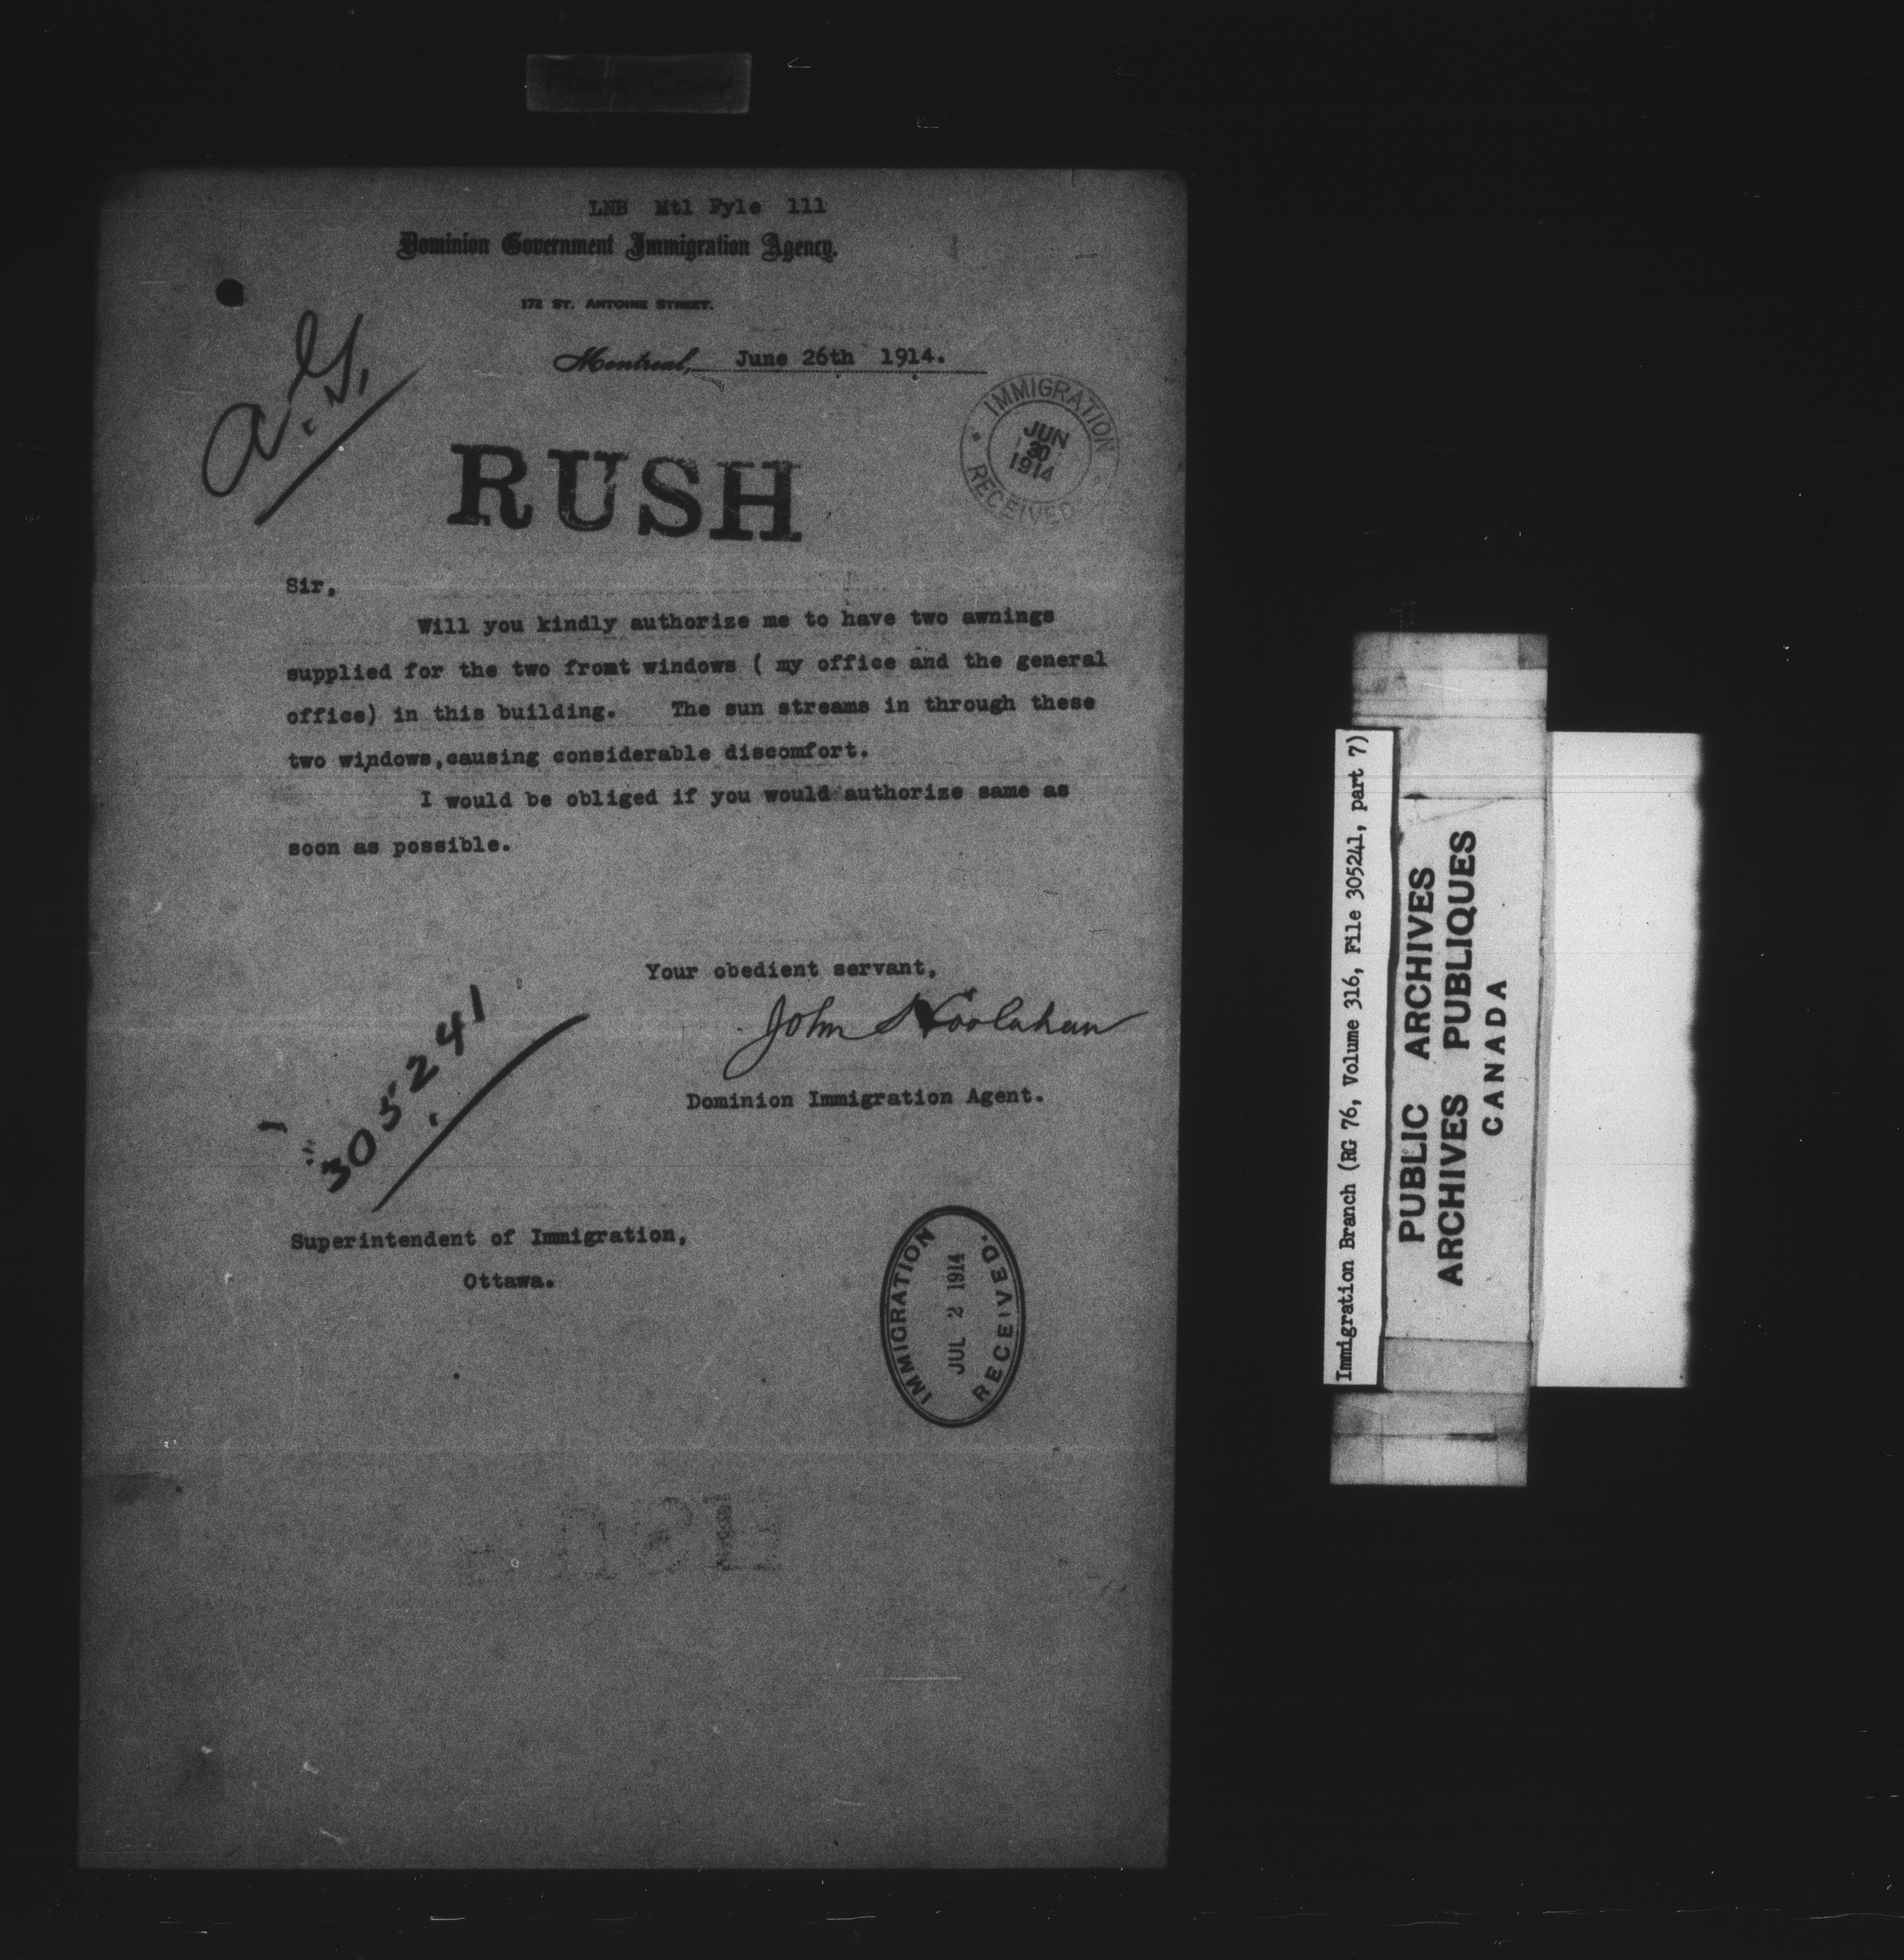 Poor Copy
LNB Mtl Fyle 111
Dominion Government Immigration Agency.
172 ST. ANTOINE STREET.
Montreal, June 26th 1914.
a.G.
IMMIGRATION
JUN
30
1914
RECEIVED
RUSH
Sir,
Will you kindly authorize me to have two awnings
supplied for the two fromt windows ( my office and the general
office) in this building. The sun streams in through these
two windows,causing considerable discomfort.
I would be obliged if you would authorize same as
soon as possible.
Your obedient servant,
John Hoolahan
Dominion Immigration Agent.
305241
Superintendent of Immigration,
Ottawa.
IMMIGRATION
JUL 2 1914
RECEIVED.
Immigration Branch (RG 76, Volume 316, File 305241, part 7)
PUBLIC ARCHIVES
ARCHIVES PUBLIQUES
CANADA